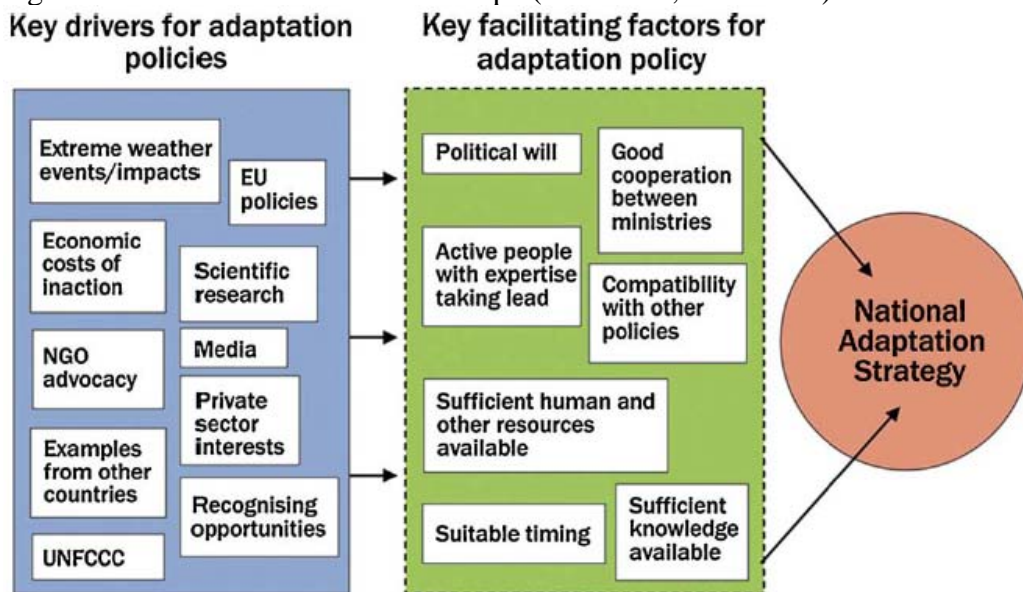 Key drivers for adaptation
policies
Extreme weather
events/impacts
EU
policies
Economic
costs of
inaction
Scientific
research
NGO
advocacy
Media
Private
sector
interests
Examples
from other
countries
Recognising
opportunities
UNFCCC
Key facilitating factors for
adaptation policy
Political will
Good
cooperation
between
ministries
Active people
with expertise
taking lead
Compatibility
with other
policies
Sufficient human and
other resources
available
Suitable timing
Sufficient
knowledge
available
National
Adaptation
Strategy